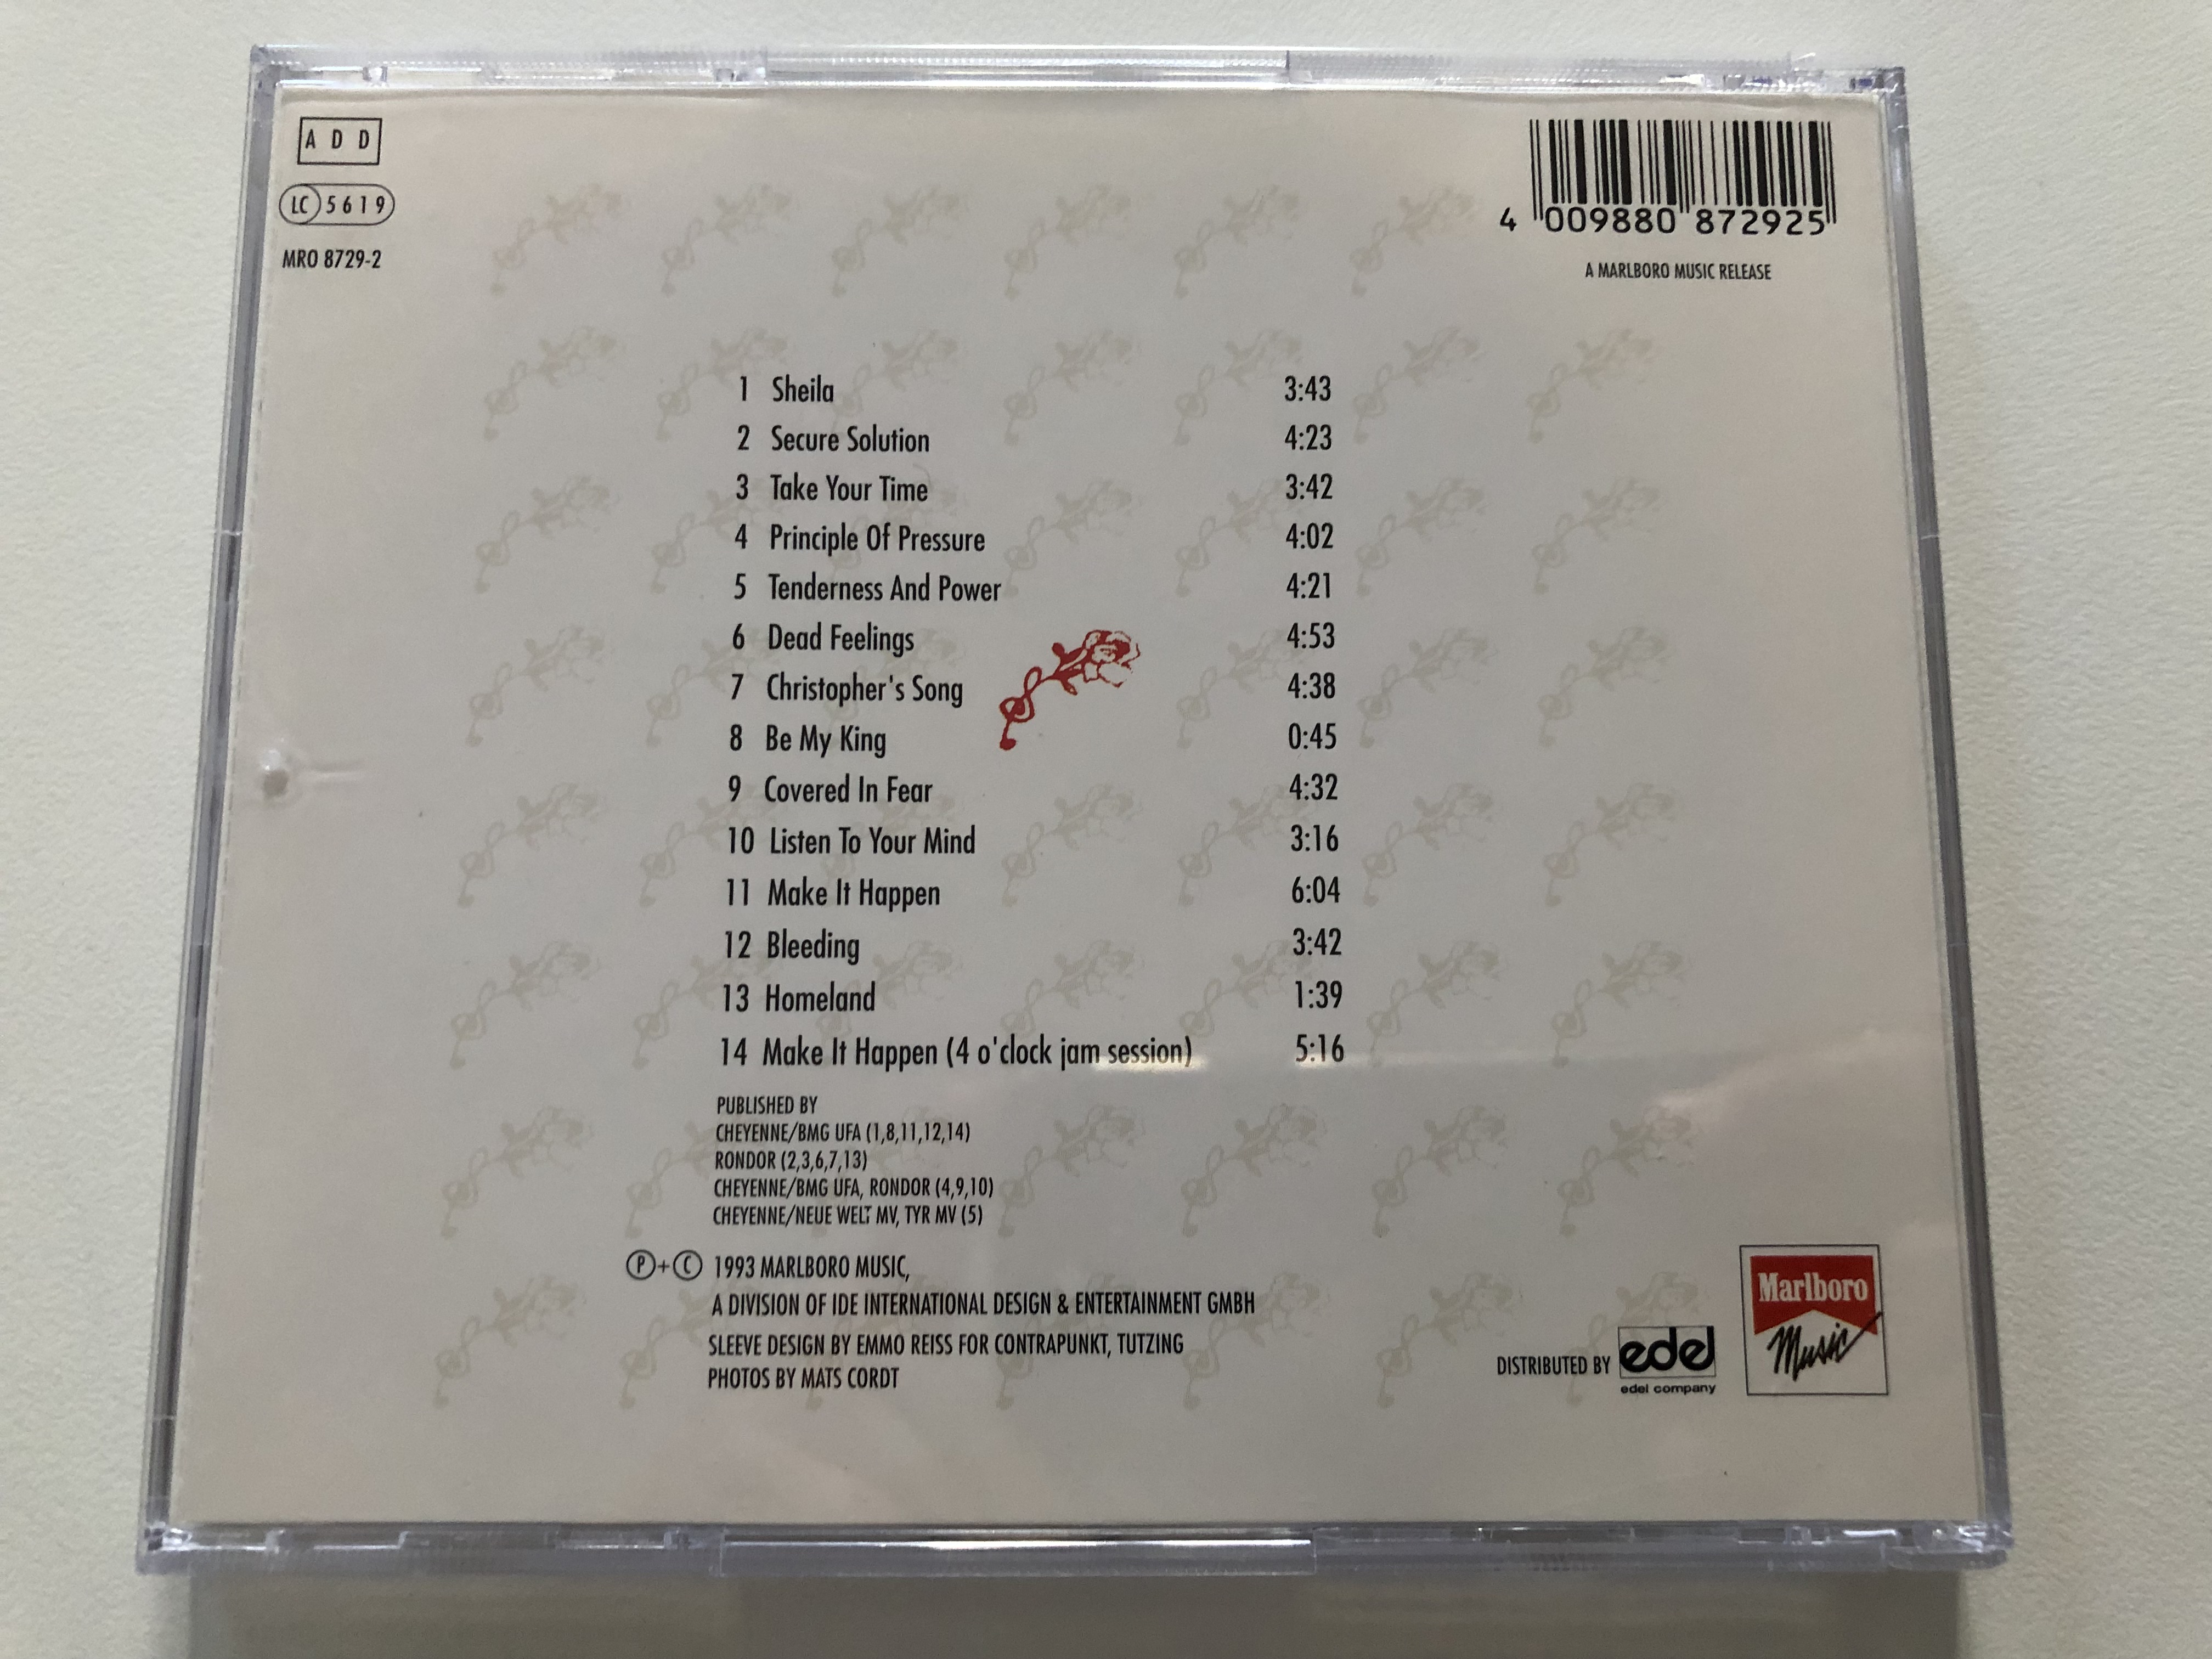 A D D
LC 5619
MRO 8729-2
4 009880 872925
A MARLBORO MUSIC RELEASE
1 Sheila 3:43
2 Secure Solution 4:23
3 Take Your Time 3:42
4 Principle Of Pressure 4:02
5 Tenderness And Power 4:21
6 Dead Feelings 4:53
7 Christopher's Song 4:38
8 Be My King 0:45
9 Covered In Fear 4:32
10 Listen To Your Mind 3:16
11 Make It Happen 6:04
12 Bleeding 3:42
13 Homeland 1:39
14 Make It Happen (4 o'clock jam session) 5:16
PUBLISHED BY
CHEYENNE/BMG UFA (1,8,11,12,14)
RONDOR (2,3,6,7,13)
CHEYENNE/BMG UFA, RONDOR (4,9,10)
CHEYENNE/NEUE WELT MV, TYR MV (5)
Ⓟ+Ⓒ 1993 MARLBORO MUSIC,
A DIVISION OF IDE INTERNATIONAL DESIGN & ENTERTAINMENT GMBH
SLEEVE DESIGN BY EMMO REISS FOR CONTRAPUNKT, TUTZING
PHOTOS BY MATS CORDT
DISTRIBUTED BY edel
edel company
Marlboro
Music